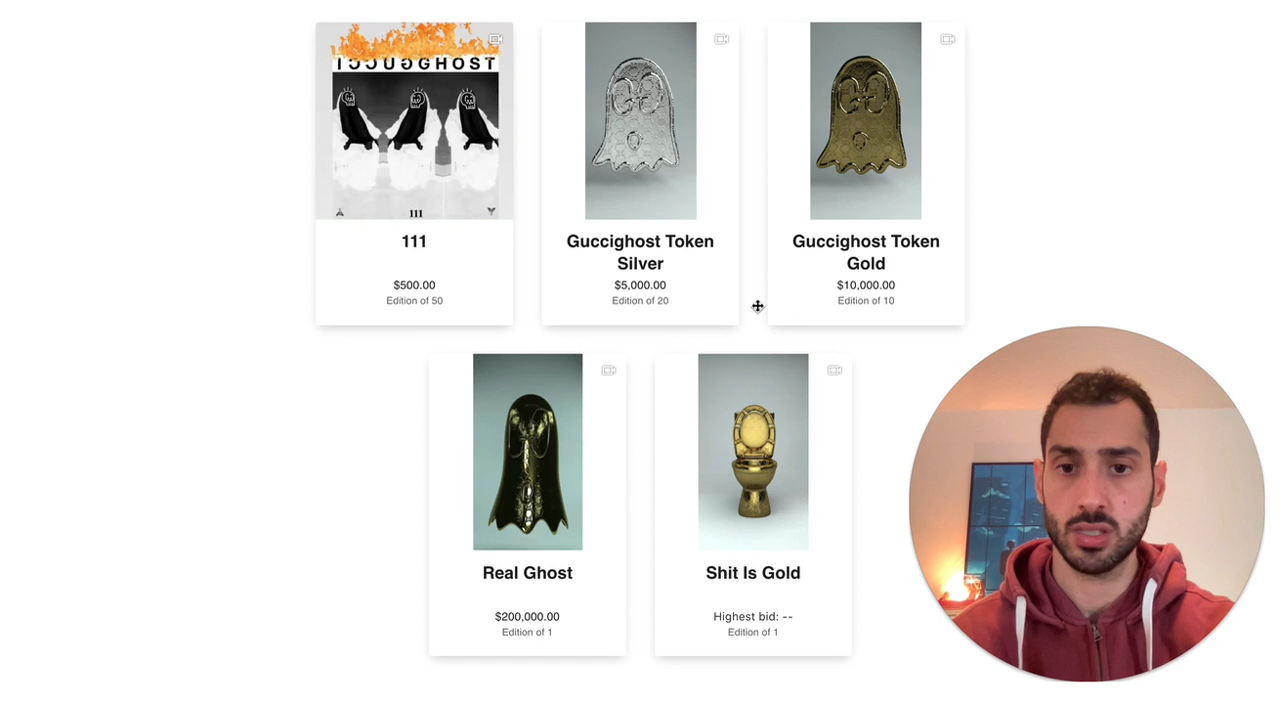 ICCUGGHOST
111
111
$500.00
Edition of 50
Guccighost Token
Silver
$5,000.00
Edition of 20
Guccighost Token
Gold
$10,000.00
Edition of 10
Real Ghost
$200,000.00
Edition of 1
Shit Is Gold
Highest bid: --
Edition of 1